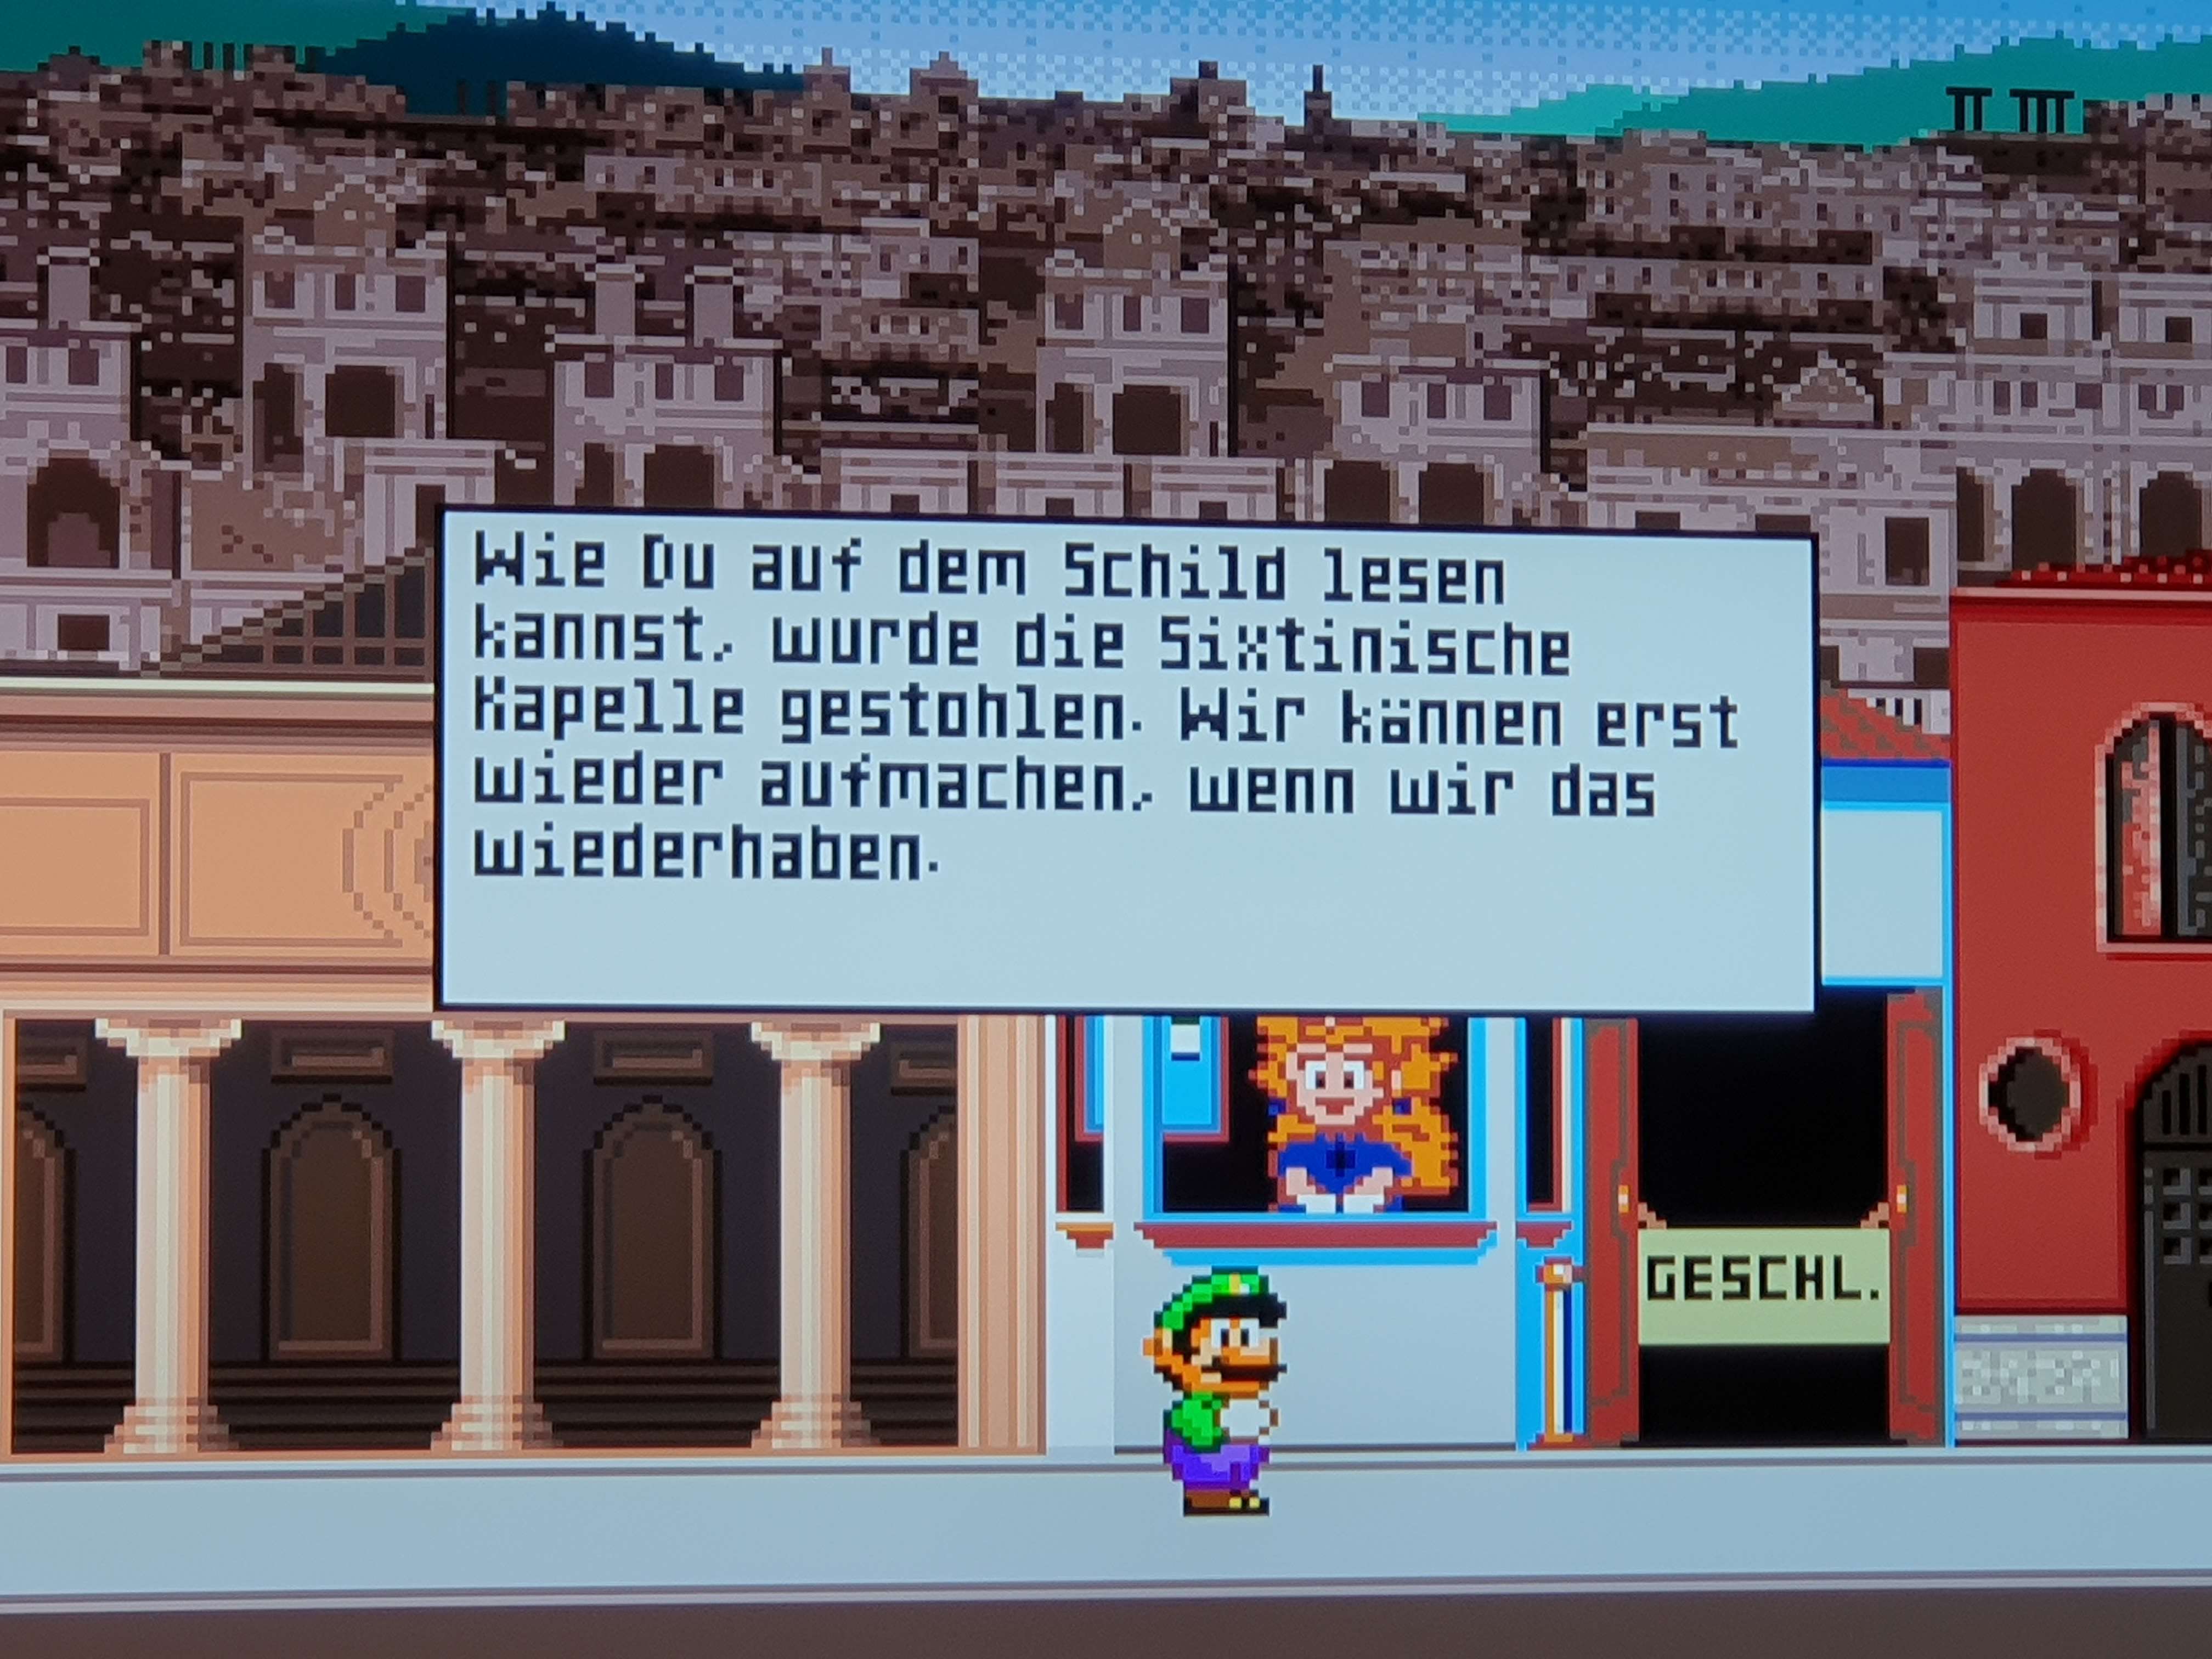 Wie Du auf dem Schild lesen
kannst, wurde die Sixtinische
Kapelle gestohlen. Wir können erst
wieder aufmachen, wenn wir das
wiederhaben.
GESCHL.